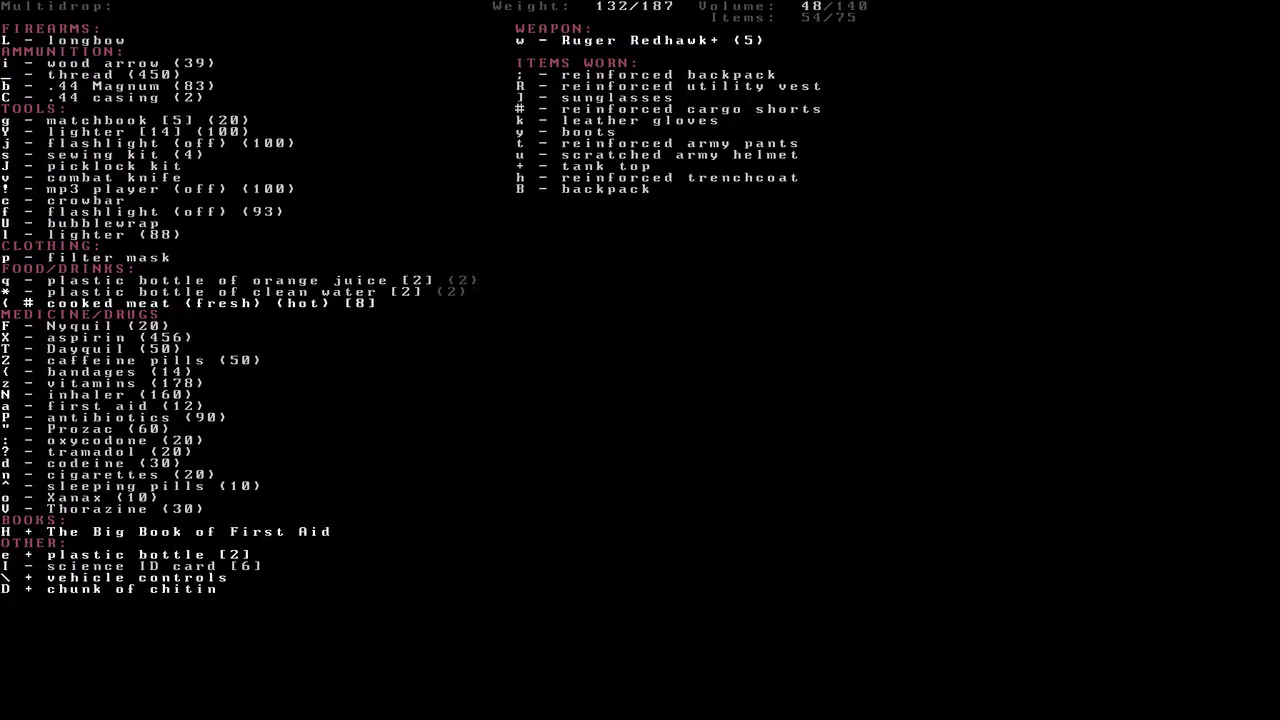 Multidrop: Weight: 132/187 Volume: 48/140
Items: 54/75
FIREARMS:
L - longbow
AMMUNITION:
i - wood arrow (39)
_ - thread (450)
b - .44 Magnum (83)
C - .44 casing (2)
TOOLS:
g - matchbook [5] (20)
Y - lighter [14] (100)
j - flashlight (off) (100)
s - sewing kit (4)
J - picklock kit
v - combat knife
! - mp3 player (off) (100)
c - crowbar
f - flashlight (off) (93)
U - bubblewrap
l - lighter (88)
CLOTHING:
p - filter mask
FOOD/DRINKS:
q - plastic bottle of orange juice [2] (2)
* - plastic bottle of clean water [2] (2)
( # cooked meat (fresh) (hot) [8]
MEDICINE/DRUGS
F - Nyquil (20)
X - aspirin (456)
T - Dayquil (50)
Z - caffeine pills (50)
{ - bandages (14)
z - vitamins (178)
N - inhaler (160)
a - first aid (12)
P - antibiotics (90)
" - Prozac (60)
: - oxycodone (20)
? - tramadol (20)
d - codeine (30)
n - cigarettes (20)
^ - sleeping pills (10)
o - Xanax (10)
V - Thorazine (30)
BOOKS:
H + The Big Book of First Aid
OTHER:
e + plastic bottle [2]
I - science ID card [6]
\ + vehicle controls
D + chunk of chitin
WEAPON:
w - Ruger Redhawk+ (5)
ITEMS WORN:
; - reinforced backpack
R - reinforced utility vest
] - sunglasses
# - reinforced cargo shorts
k - leather gloves
y - boots
t - reinforced army pants
u - scratched army helmet
+ - tank top
h - reinforced trenchcoat
B - backpack